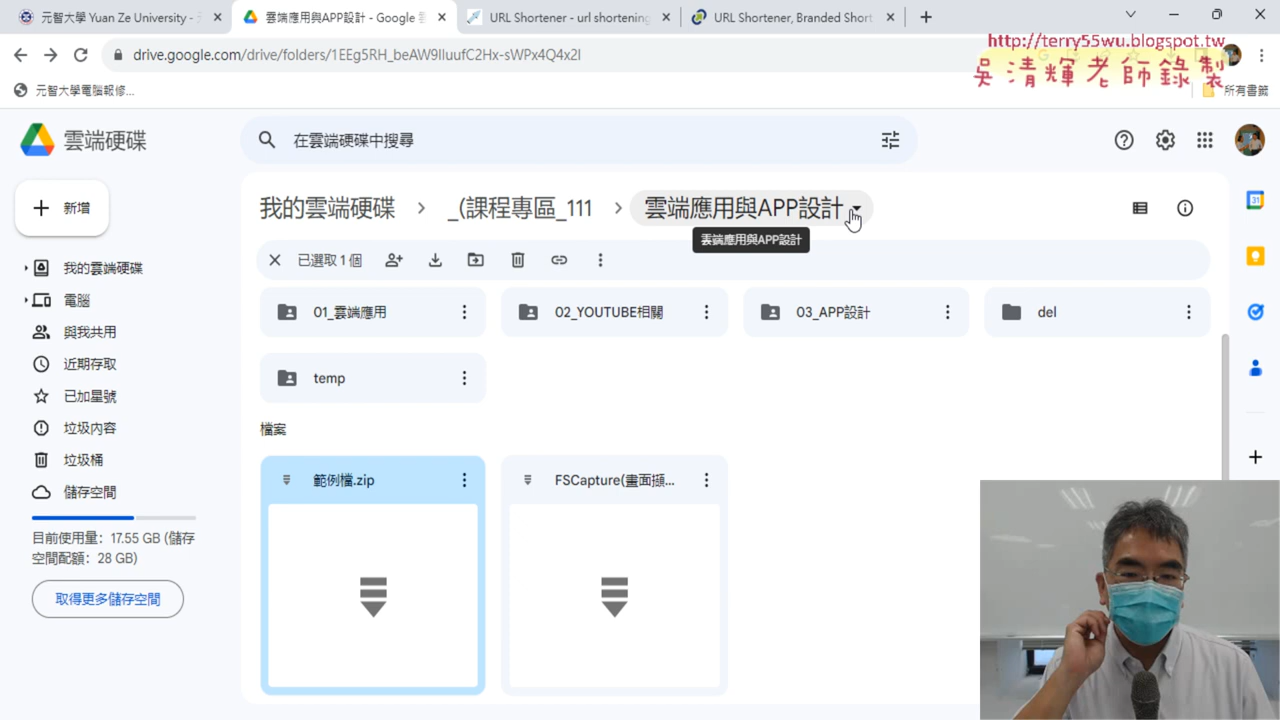 元智大學 Yuan Ze University -
雲端應用與APP設計 - Google
URL Shortener - url shortening
URL Shortener, Branded Short
http://terry55wu.blogspot.tw
吳清輝老師錄製
drive.google.com/drive/folders/1EEg5RH_beAW9IluufC2Hx-sWPx4Q4x2I
元智大學電腦報修...
所有書籤
雲端硬碟
在雲端硬碟中搜尋
新增
我的雲端硬碟
_(課程專區_111
雲端應用與APP設計
雲端應用與APP設計
已選取 1 個
我的雲端硬碟
電腦
與我共用
近期存取
已加星號
垃圾內容
垃圾桶
儲存空間
目前使用量：17.55 GB (儲存
空間配額：28 GB)
取得更多儲存空間
01_雲端應用
02_YOUTUBE相關
03_APP設計
del
temp
檔案
範例檔.zip
FSCapture(畫面擷...
31